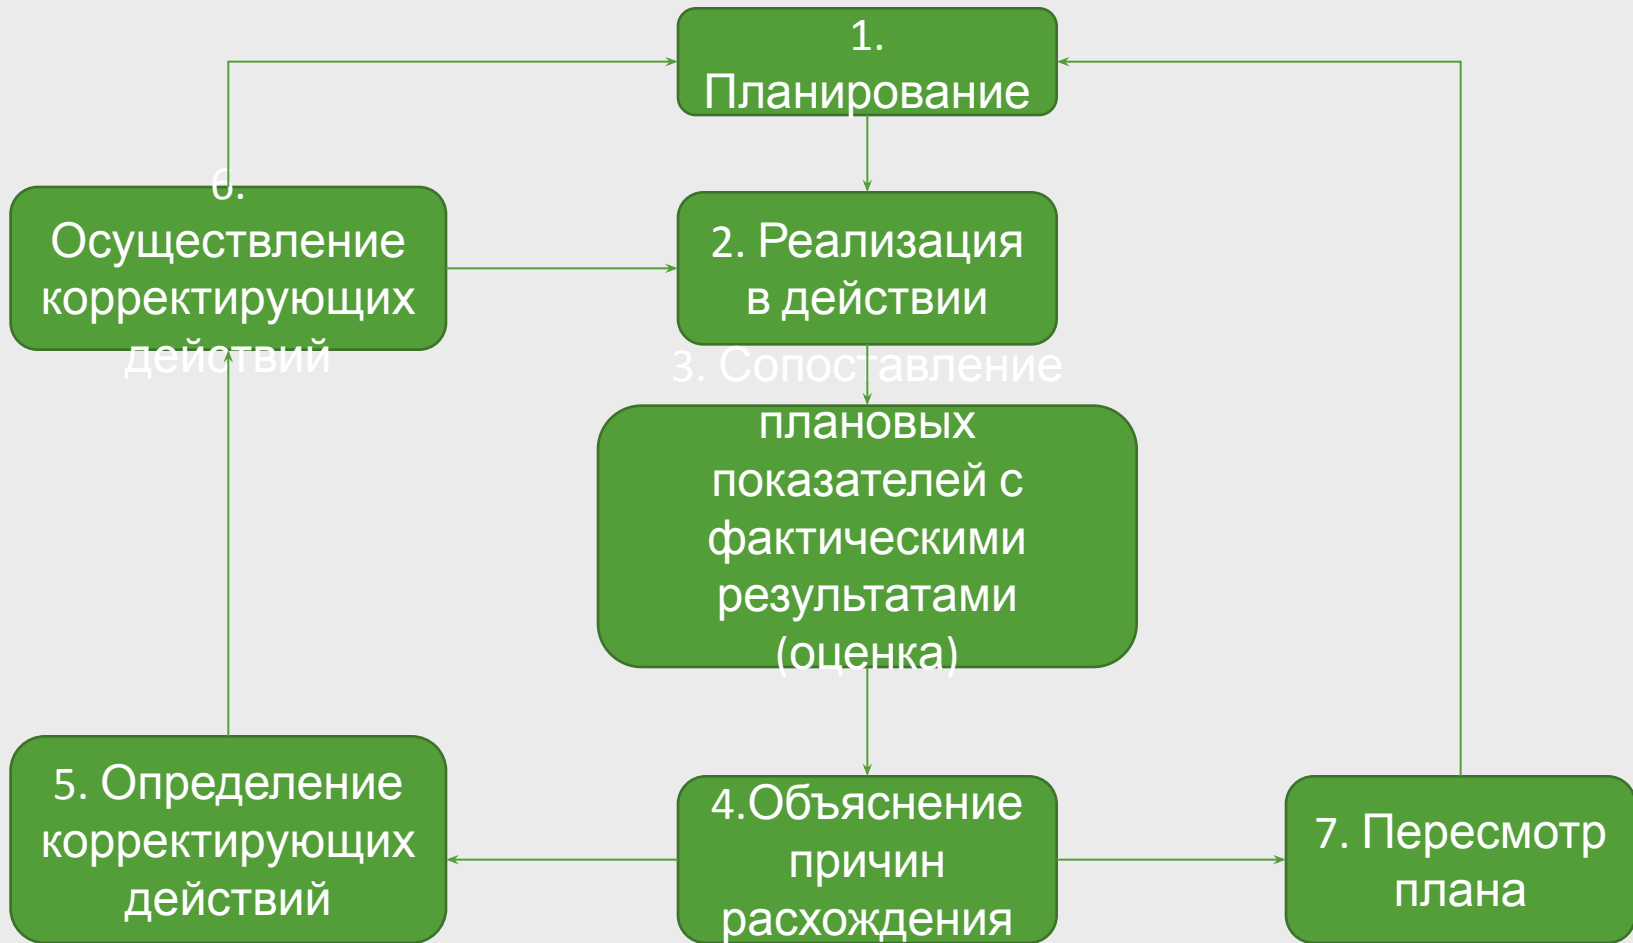 1.
Планирование
6.
Осуществление
корректирующих
действий
2. Реализация
в действии
3. Сопоставление
плановых
показателей с
фактическими
результатами
(оценка)
5. Определение
корректирующих
действий
4.Объяснение
причин
расхождения
7. Пересмотр
плана